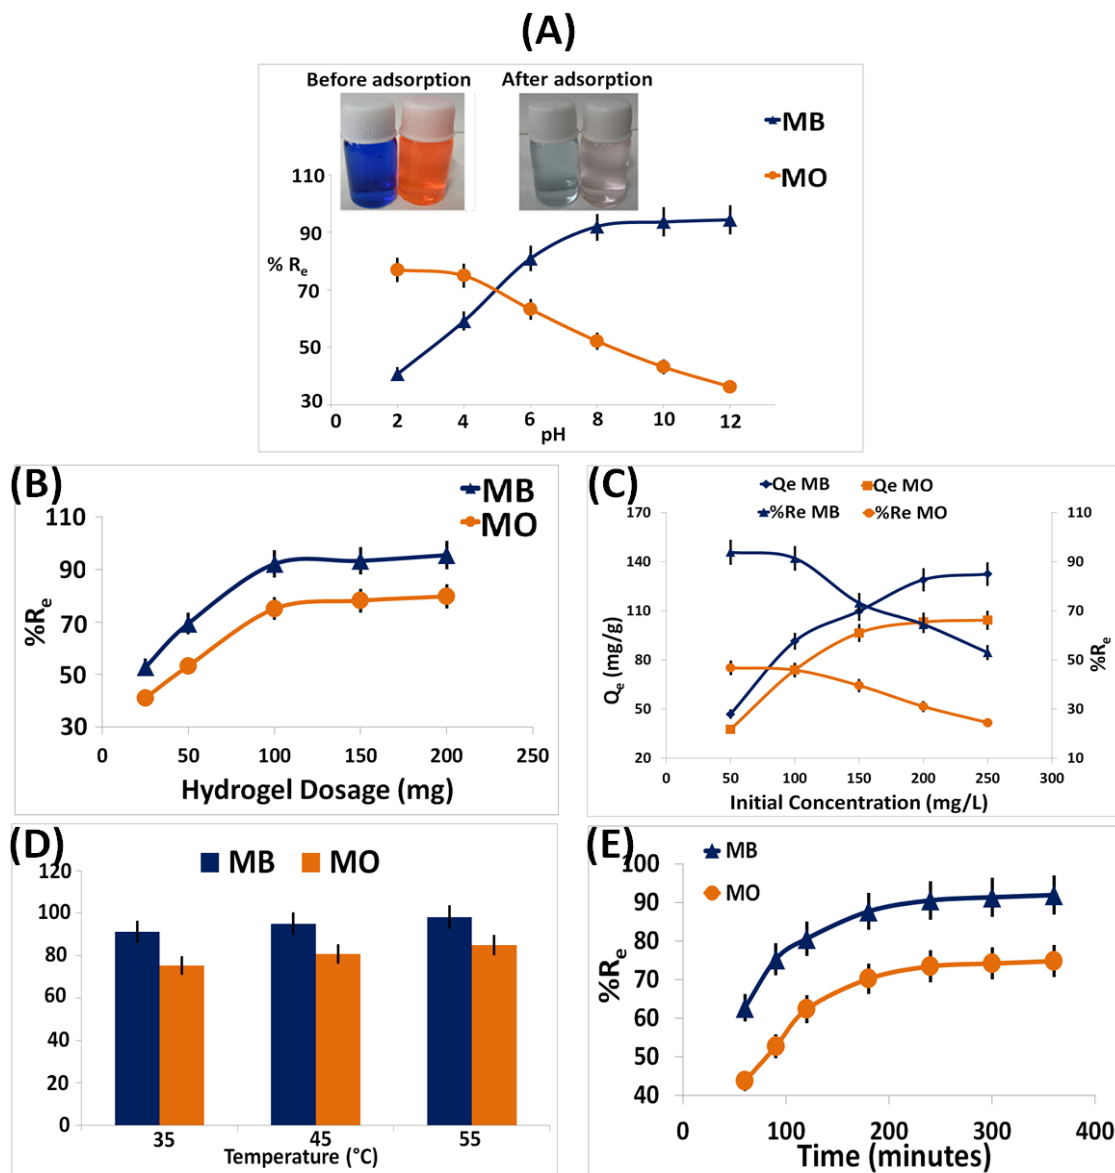 (A)
Before adsorption After adsorption
MB
MO
110
90
% Re
70
50
30
0 2 4 6 8 10 12
pH
(B)
MB
MO
110
90
%Re
70
50
30
0 50 100 150 200 250
Hydrogel Dosage (mg)
(C)
Qe MB Qe MO
%Re MB %Re MO
170 110
140 90
110 70
Qe (mg/g) %Re
80 50
50 30
20 10
0 50 100 150 200 250 300
Initial Concentration (mg/L)
(D)
MB MO
120
100
80
60
40
20
0
35 45 55
Temperature (°C)
(E)
MB
MO
100
90
80
%Re
70
60
50
40
0 100 200 300 400
Time (minutes)